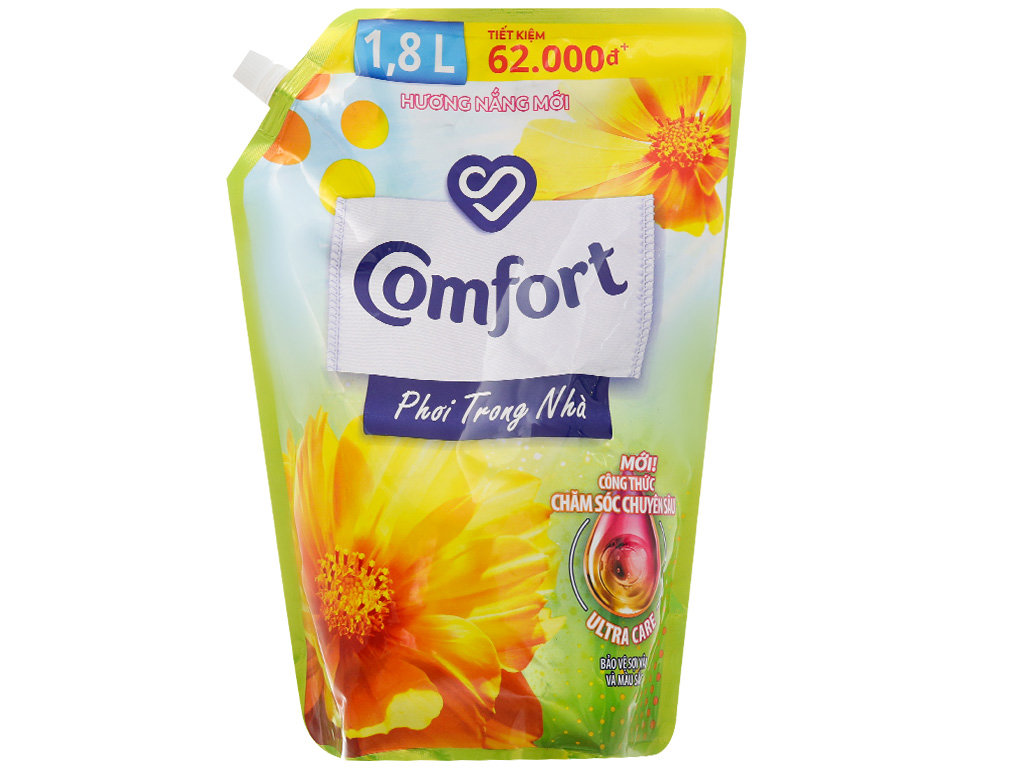 1,8 L
TIẾT KIỆM
62.000đ+
HƯƠNG NẮNG MỚI
Comfort
Phơi Trong Nhà
MỚI!
CÔNG THỨC
CHĂM SÓC CHUYÊN SÂU
ULTRA CARE
BẢO VỆ SỢI VẢI
VÀ MÀU